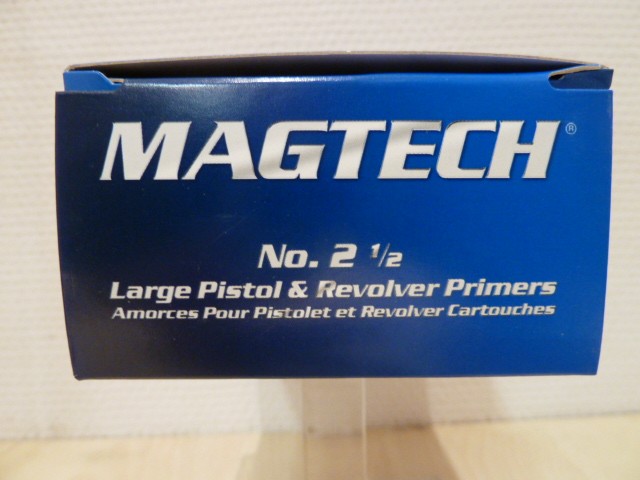 MAGTECH®
No. 2 1/2
Large Pistol & Revolver Primers
Amorces Pour Pistolet et Revolver Cartouches